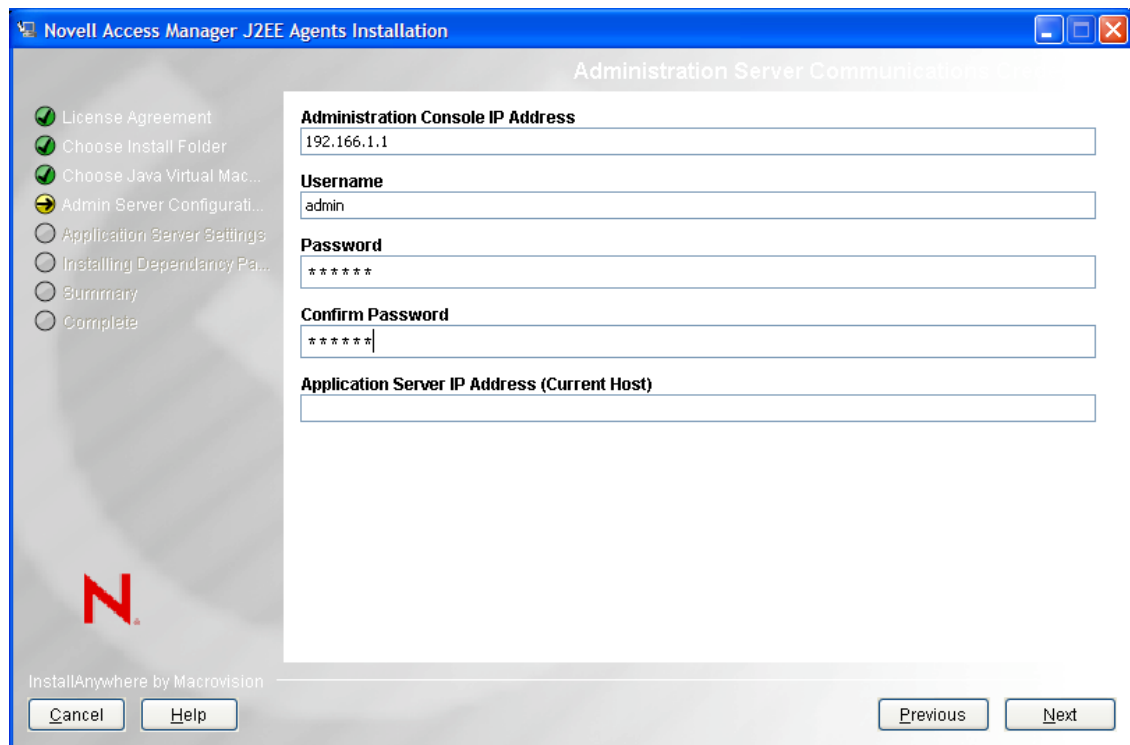 Novell Access Manager J2EE Agents Installation
Administration Server Communications
License Agreement
Choose Install Folder
Choose Java Virtual Mac...
Admin Server Configurati...
Application Server Settings
Installing Dependancy Pa...
Summary
Complete
Administration Console IP Address
192.166.1.1
Username
admin
Password
******
Confirm Password
******
Application Server IP Address (Current Host)
N
InstallAnywhere by Macrovision
Cancel
Help
Previous
Next